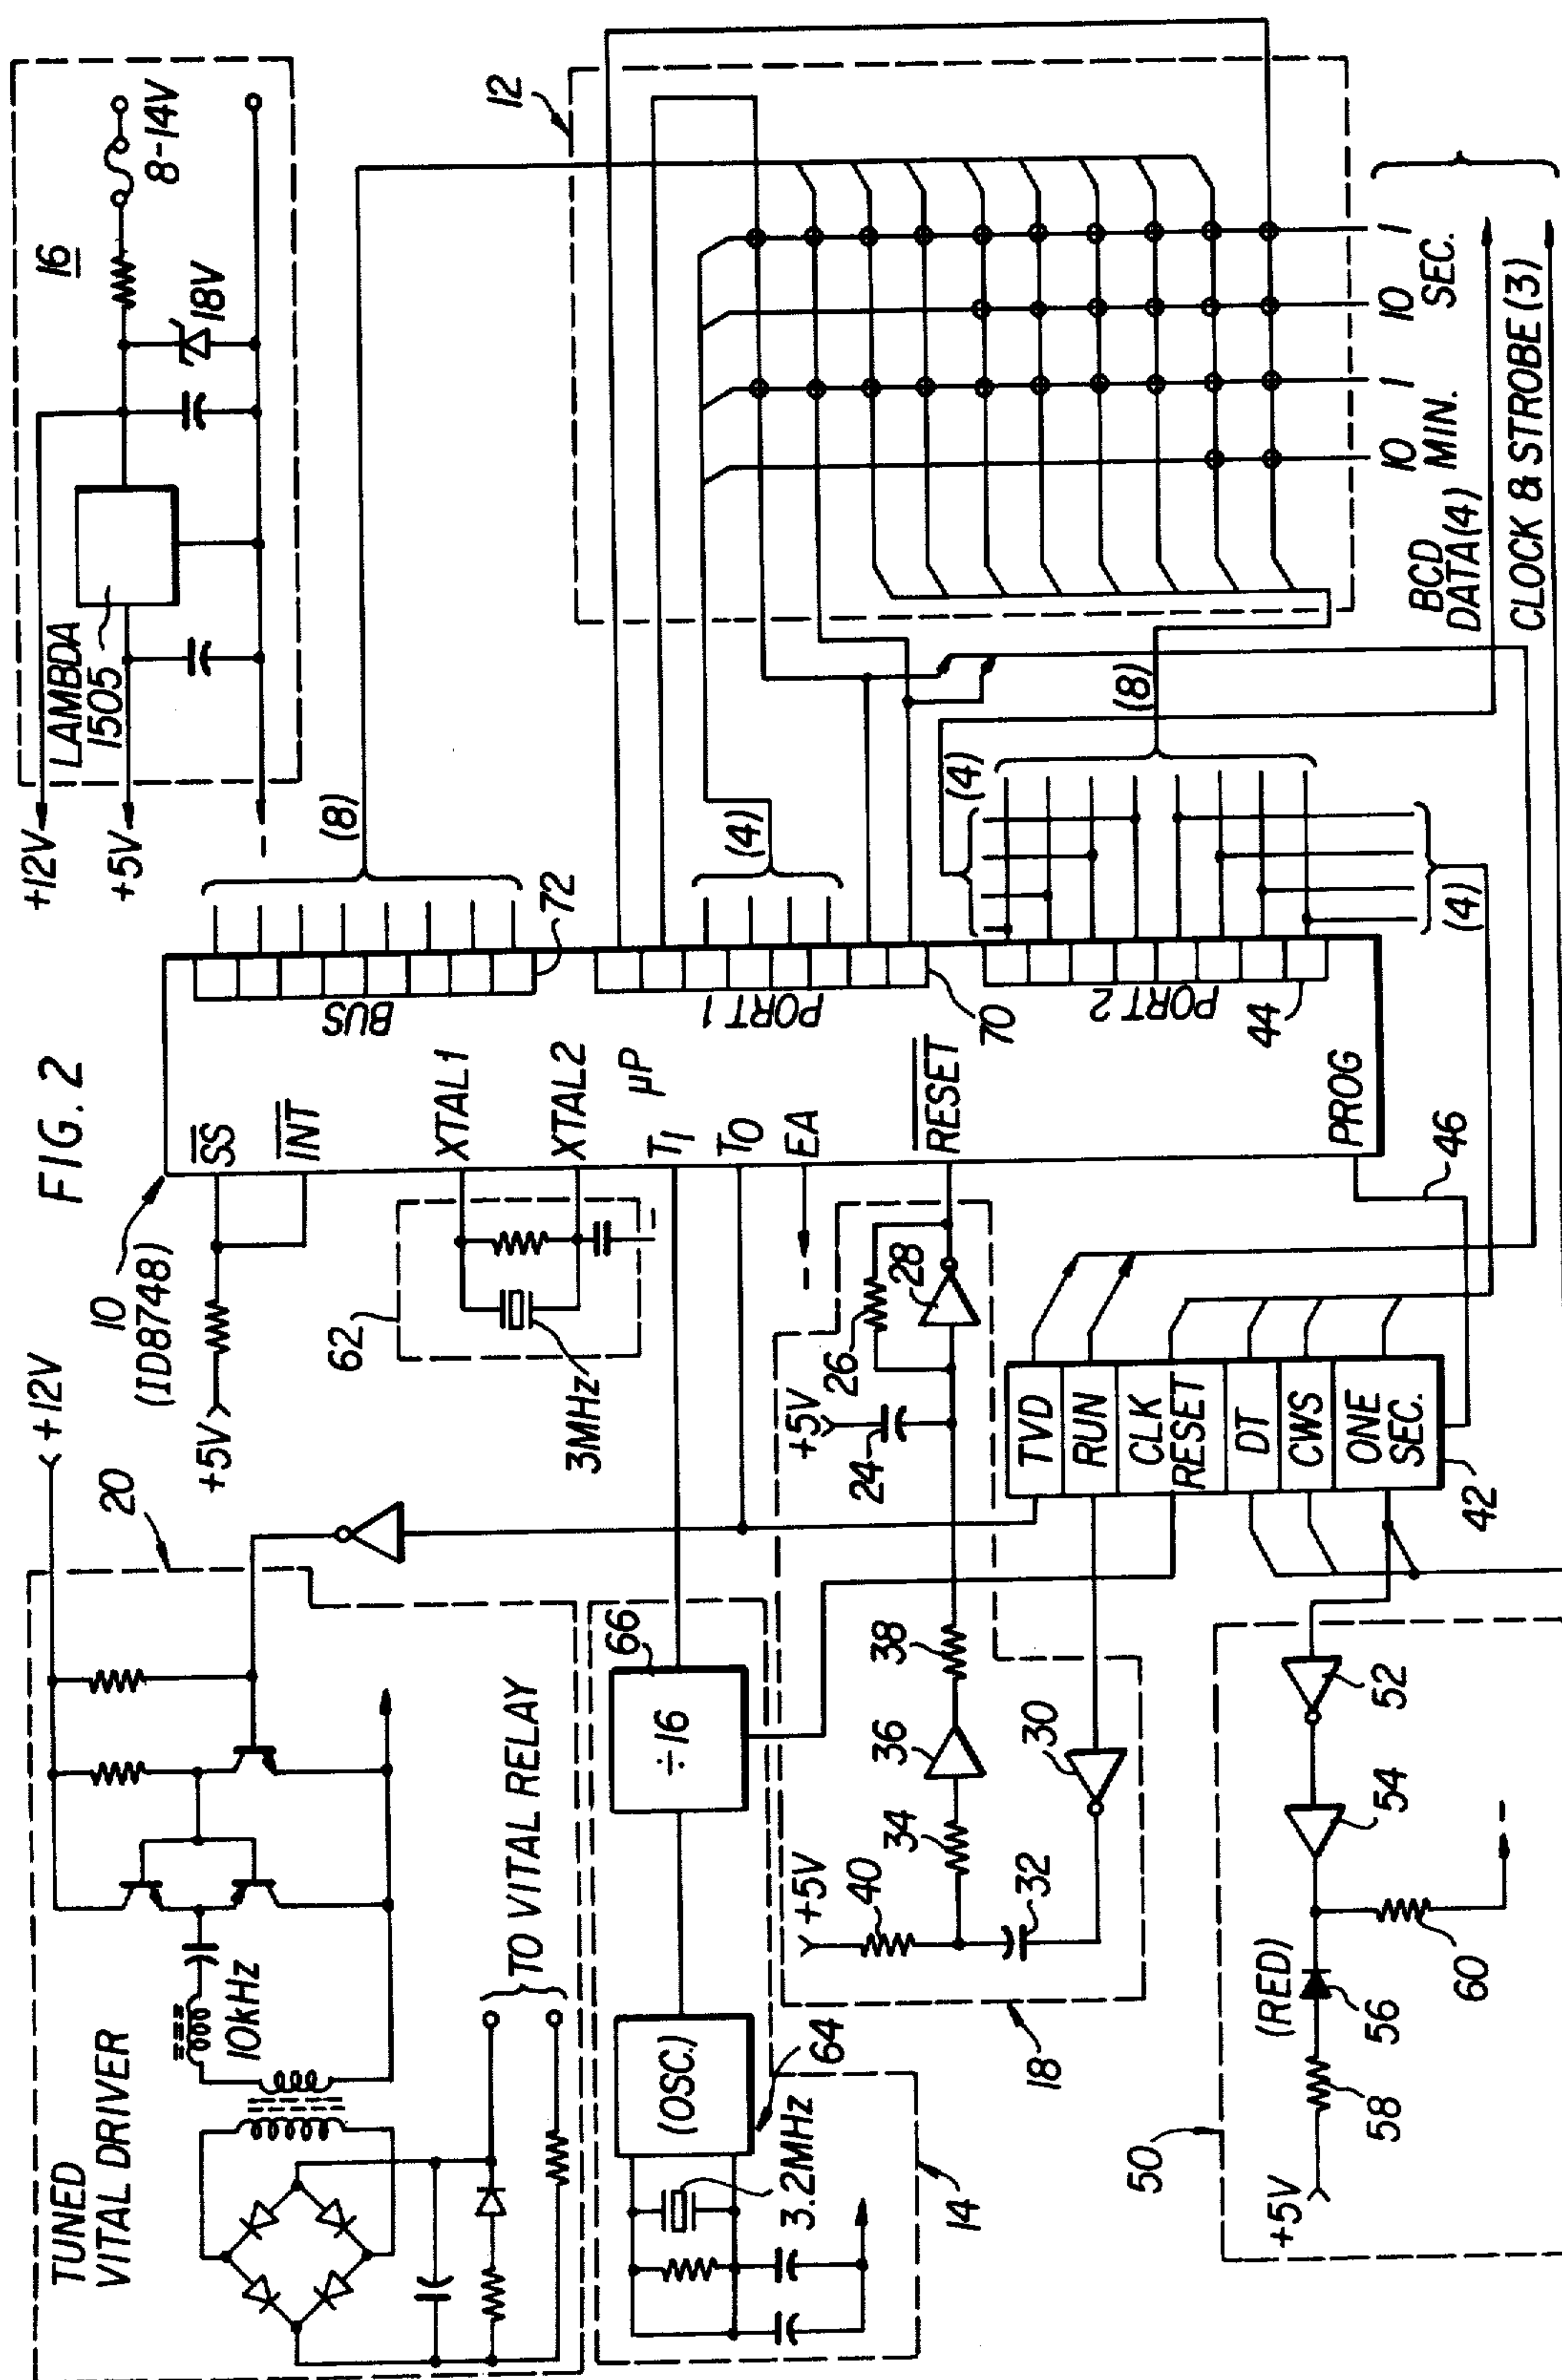 FIG. 2
TUNED
VITAL DRIVER
10kHz
TO VITAL RELAY
20
+12V
10
(ID8748)
+5V
62
3MHz
SS
INT
XTAL1
XTAL2
μP
T1
TO
EA
RESET
PROG
BUS
PORT 1
PORT 2
72
70
44
46
+12V
+5V
-
LAMBDA
1505
16
18V
8-14V
(8)
(4)
12
(4)
(8)
(4)
10
MIN.
1
10
SEC.
1
BCD
DATA(4)
CLOCK & STROBE (3)
(OSC.)
64
3.2MHz
14
÷16
66
18
+5V
40
32
34
36
38
30
+5V
24
26
28
-
-
TVD
RUN
CLK
RESET
DT
CWS
ONE
SEC.
42
50
+5V
58
(RED)
56
60
54
52
-